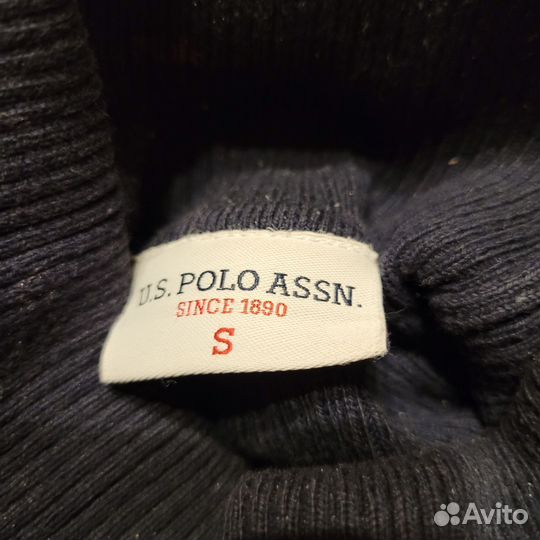 U.S. POLO ASSN.
SINCE 1890
S
Avito